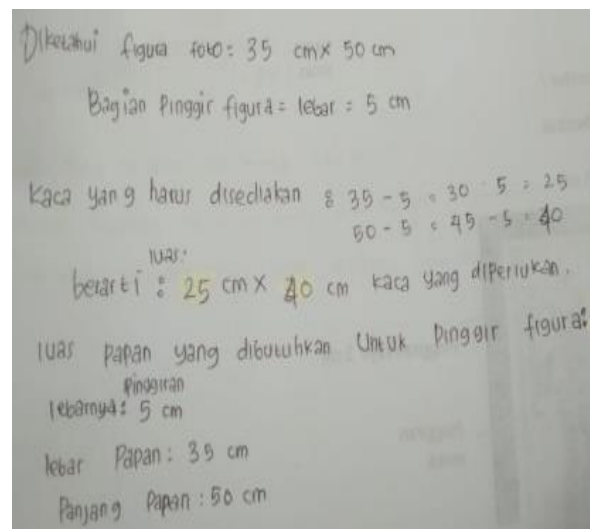 Diketahui figura foto: 35 cm x 50 cm
Bagian Pinggir figura = lebar = 5 cm
Kaca yang harus disediakan : 35 - 5 = 30 - 5 = 25
50 - 5 = 45 - 5 = 40
luas:
berarti : 25 cm x 40 cm kaca yang diperlukan.
luas papan yang dibutuhkan Untuk Pinggir figura:
Pinggiran
lebarnya: 5 cm
lebar Papan : 35 cm
Panjang Papan : 50 cm